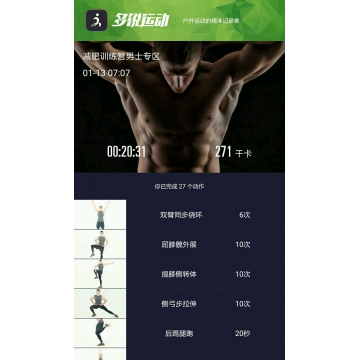 多锐运动
户外运动的精准记录者
减肥训练营男士专区
01-13 07:07
00:20:31
271 千卡
你已完成 27 个动作
双臂同步绕环 6次
屈膝髋外展 10次
提膝侧转体 10次
侧弓步拉伸 10次
后踢腿跑 20秒